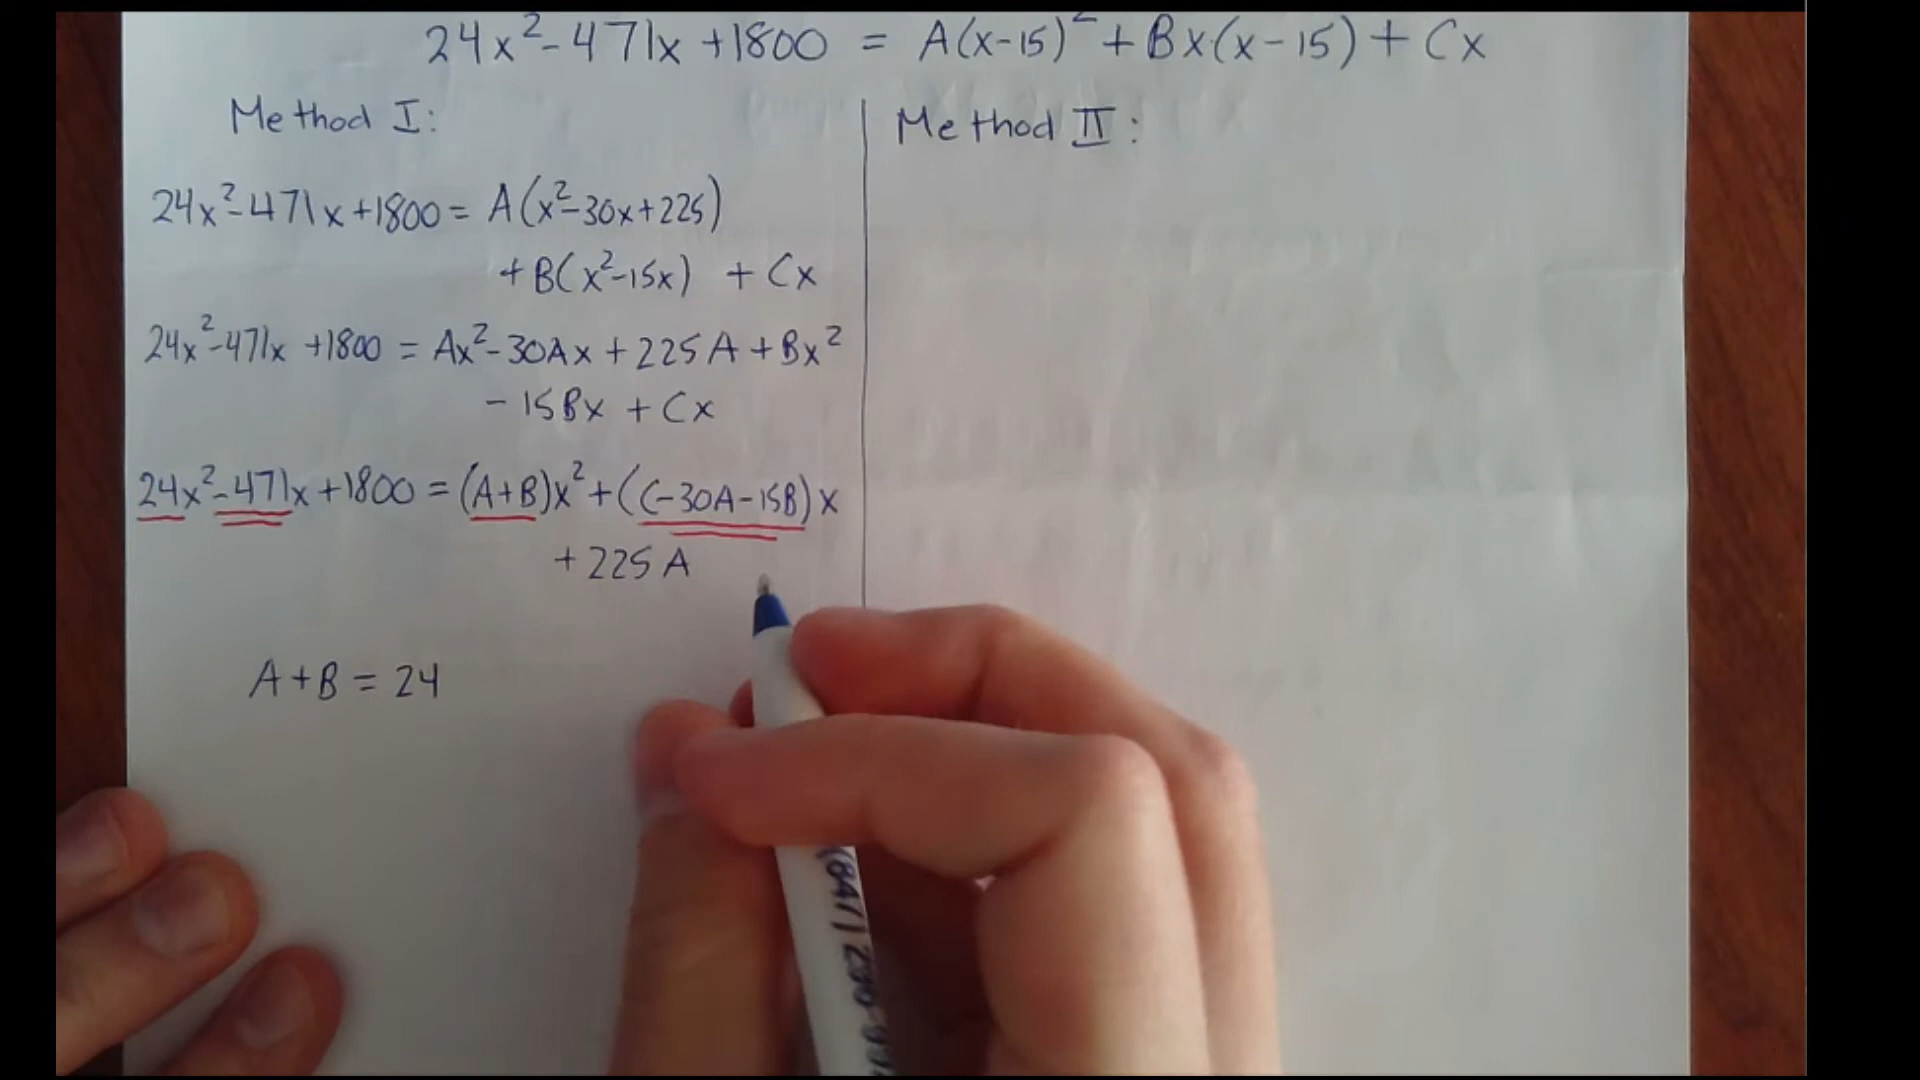 24x²-471x+1800 = A(x-15)²+Bx(x-15)+Cx
Method I:
24x²-471x+1800= A(x²-30x+225)
+B(x²-15x) + Cx
24x²-471x +1800 = Ax²-30Ax+225A+Bx²
- 15Bx + Cx
24x²-471x+1800=(A+B)x²+(C-30A-15B)x
+225A
A+B=24
Method II: